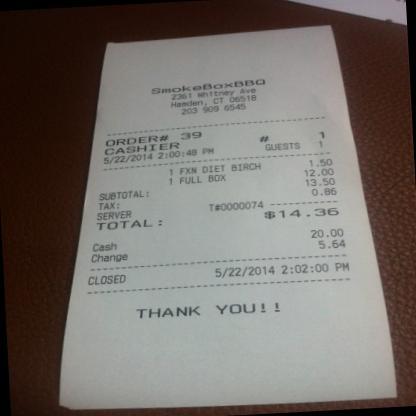 SmokeBoxBBQ
2361 Whitney Ave
Hamden, CT 06518
203 909 6545
ORDER# 39 # 1
CASHIER GUESTS 1
5/22/2014 2:00:48 PM
1 FXN DIET BIRCH 1.50
1 FULL BOX 12.00
SUBTOTAL: 13.50
TAX: 0.86
SERVER T#0000074
TOTAL: $14.36
Cash 20.00
Change 5.64
CLOSED 5/22/2014 2:02:00 PM
THANK YOU!!